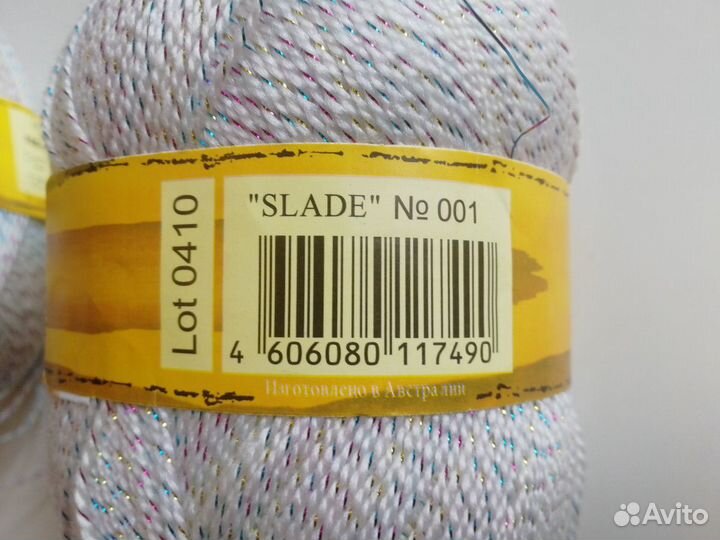 Lot 0410
"SLADE" № 001
4 606080 117490
Изготовлено в Австралии
Avito